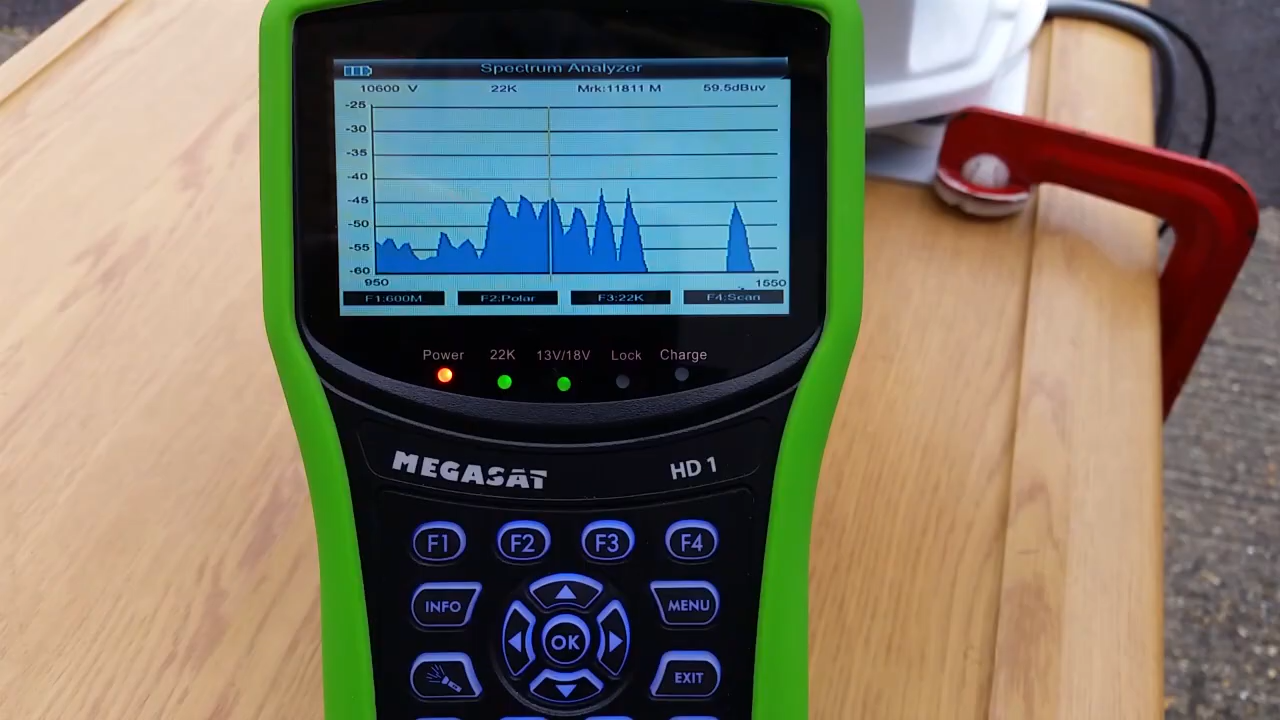 Spectrum Analyzer
10600 V 22K Mrk:11811 M 59.5dBuv
-25
-30
-35
-40
-45
-50
-55
-60
950 1550
F1:600M F2:Polar F3:22K F4:Scan
Power 22K 13V/18V Lock Charge
MEGASAT HD 1
F1 F2 F3 F4
INFO MENU
OK
EXIT